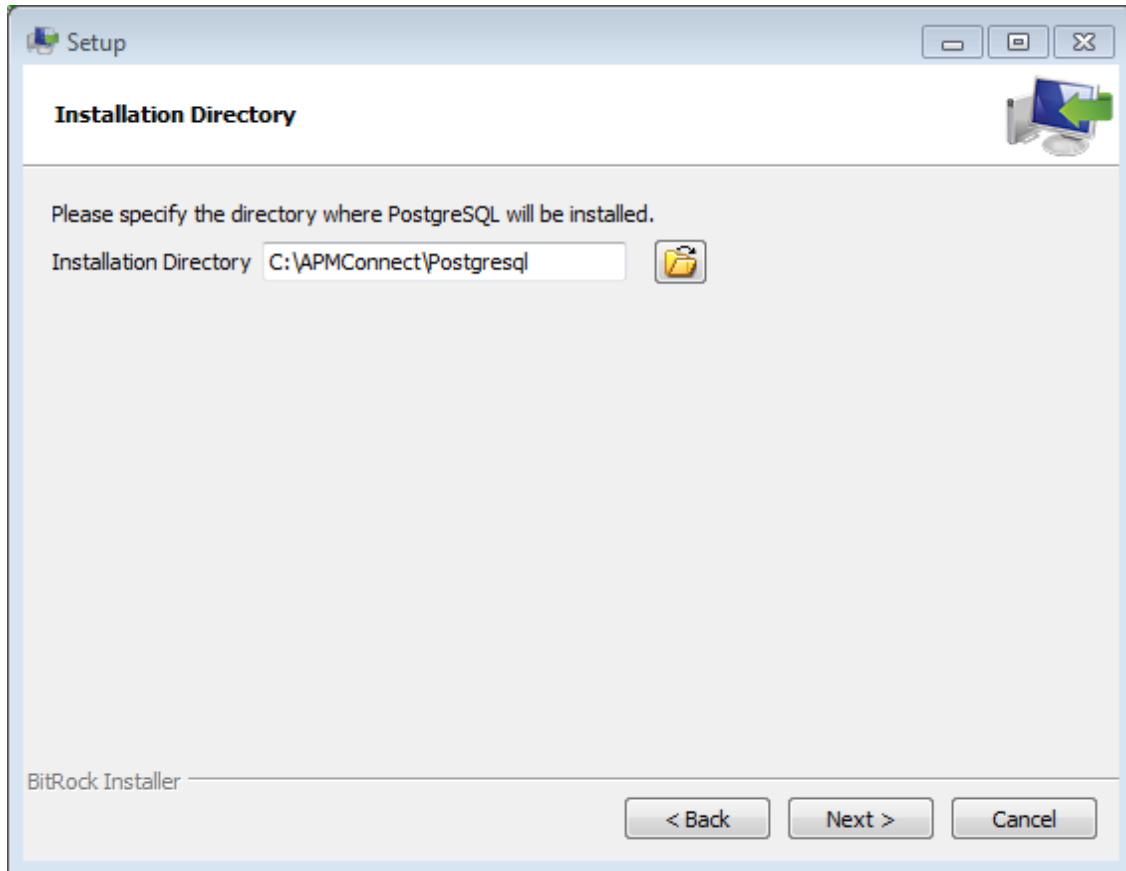 Setup
Installation Directory
Please specify the directory where PostgreSQL will be installed.
Installation Directory C:\APMConnect\Postgresql
BitRock Installer
< Back Next > Cancel